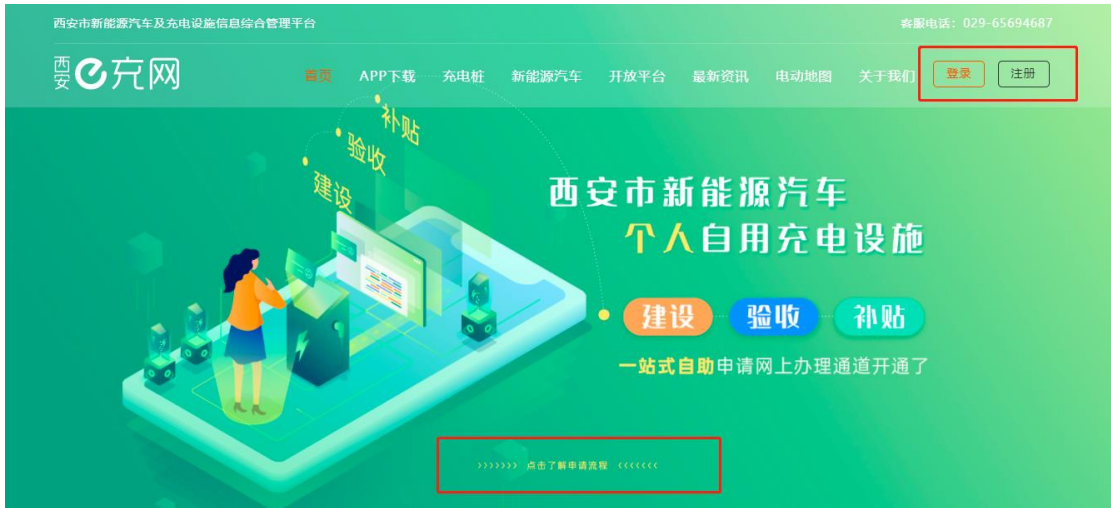 西安市新能源汽车及充电设施信息综合管理平台
客服电话：029-65694687
西安e充网
首页 APP下载 充电桩 新能源汽车 开放平台 最新资讯 电动地图 关于我们 登录 注册
补贴
验收
建设
西安市新能源汽车
个人自用充电设施
建设 验收 补贴
一站式自助申请网上办理通道开通了
>>>>>>> 点击了解申请流程 <<<<<<<